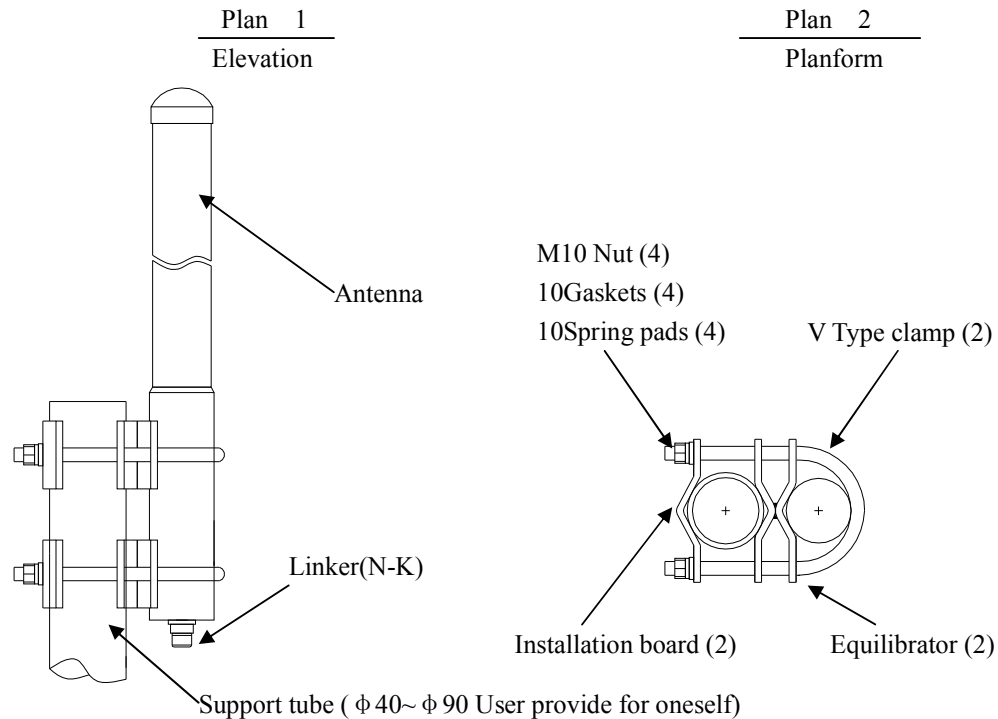 Plan 1
Elevation
Plan 2
Planform
M10 Nut (4)
10Gaskets (4)
10Spring pads (4)
V Type clamp (2)
Antenna
Linker(N-K)
Installation board (2)
Equilibrator (2)
Support tube ( φ40~ φ90 User provide for oneself)